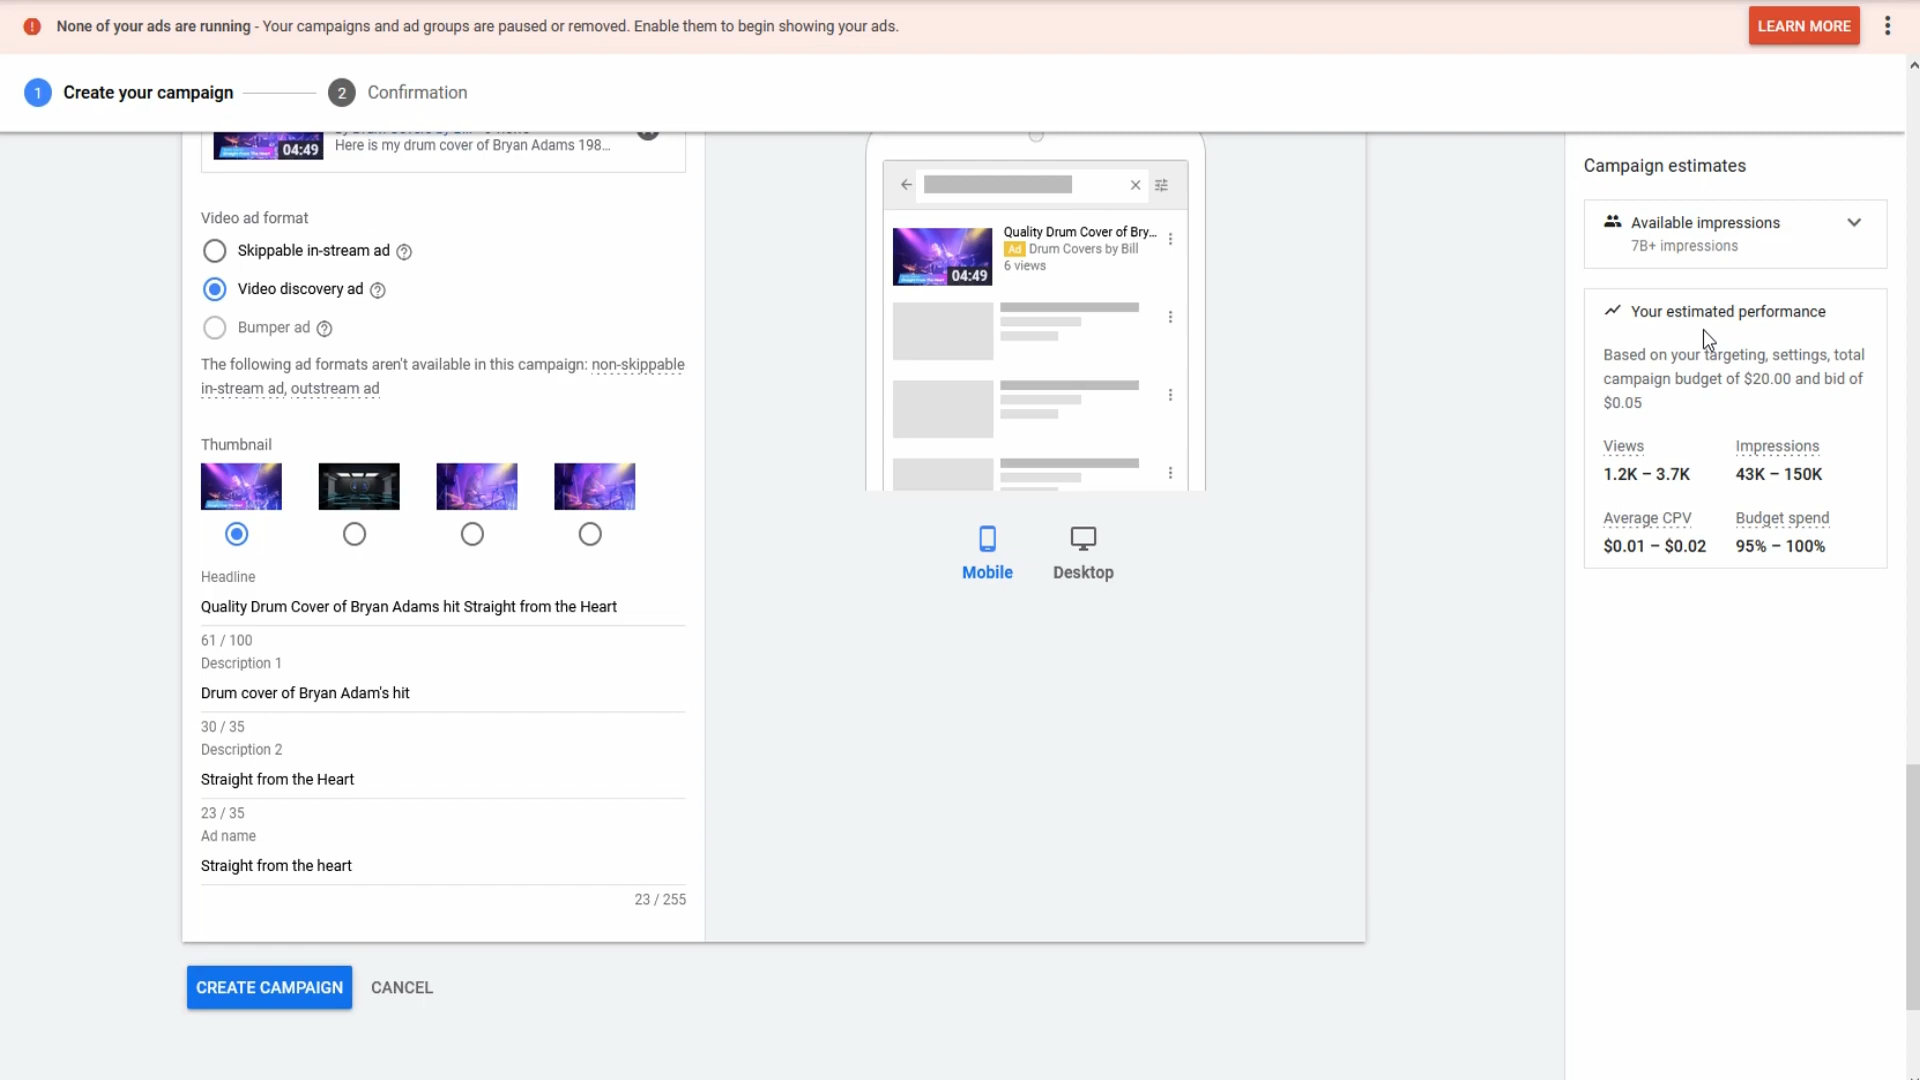 None of your ads are running - Your campaigns and ad groups are paused or removed. Enable them to begin showing your ads.
LEARN MORE
1 Create your campaign
2 Confirmation
04:49
Here is my drum cover of Bryan Adams 198...
Video ad format
Skippable in-stream ad
Video discovery ad
Bumper ad
The following ad formats aren't available in this campaign: non-skippable
in-stream ad, outstream ad
Thumbnail
Headline
Quality Drum Cover of Bryan Adams hit Straight from the Heart
61 / 100
Description 1
Drum cover of Bryan Adam's hit
30 / 35
Description 2
Straight from the Heart
23 / 35
Ad name
Straight from the heart
23 / 255
CREATE CAMPAIGN
CANCEL
Quality Drum Cover of Bry...
Ad Drum Covers by Bill
6 views
04:49
Mobile
Desktop
Campaign estimates
Available impressions
7B+ impressions
Your estimated performance
Based on your targeting, settings, total
campaign budget of $20.00 and bid of
$0.05
Views
Impressions
1.2K – 3.7K
43K – 150K
Average CPV
Budget spend
$0.01 – $0.02
95% – 100%